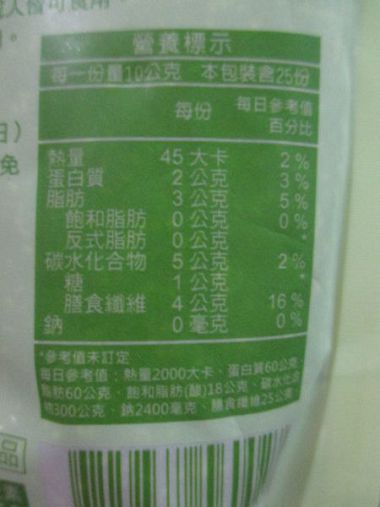 皆可食用
營養標示
每一份量10公克 本包裝含25份
每份 每日參考值
百分比
日）
免
熱量 45 大卡 2 %
蛋白質 2 公克 3 %
脂肪 3 公克 5 %
飽和脂肪 0 公克 0 %
反式脂肪 0 公克 *
碳水化合物 5 公克 2 %
糖 1 公克 *
膳食纖維 4 公克 16 %
鈉 0 毫克 0 %
*參考值未訂定
每日參考值：熱量2000大卡、蛋白質60公克、
脂肪60公克、飽和脂肪(酸)18公克、碳水化合
物300公克、鈉2400毫克、膳食纖維25公克
品